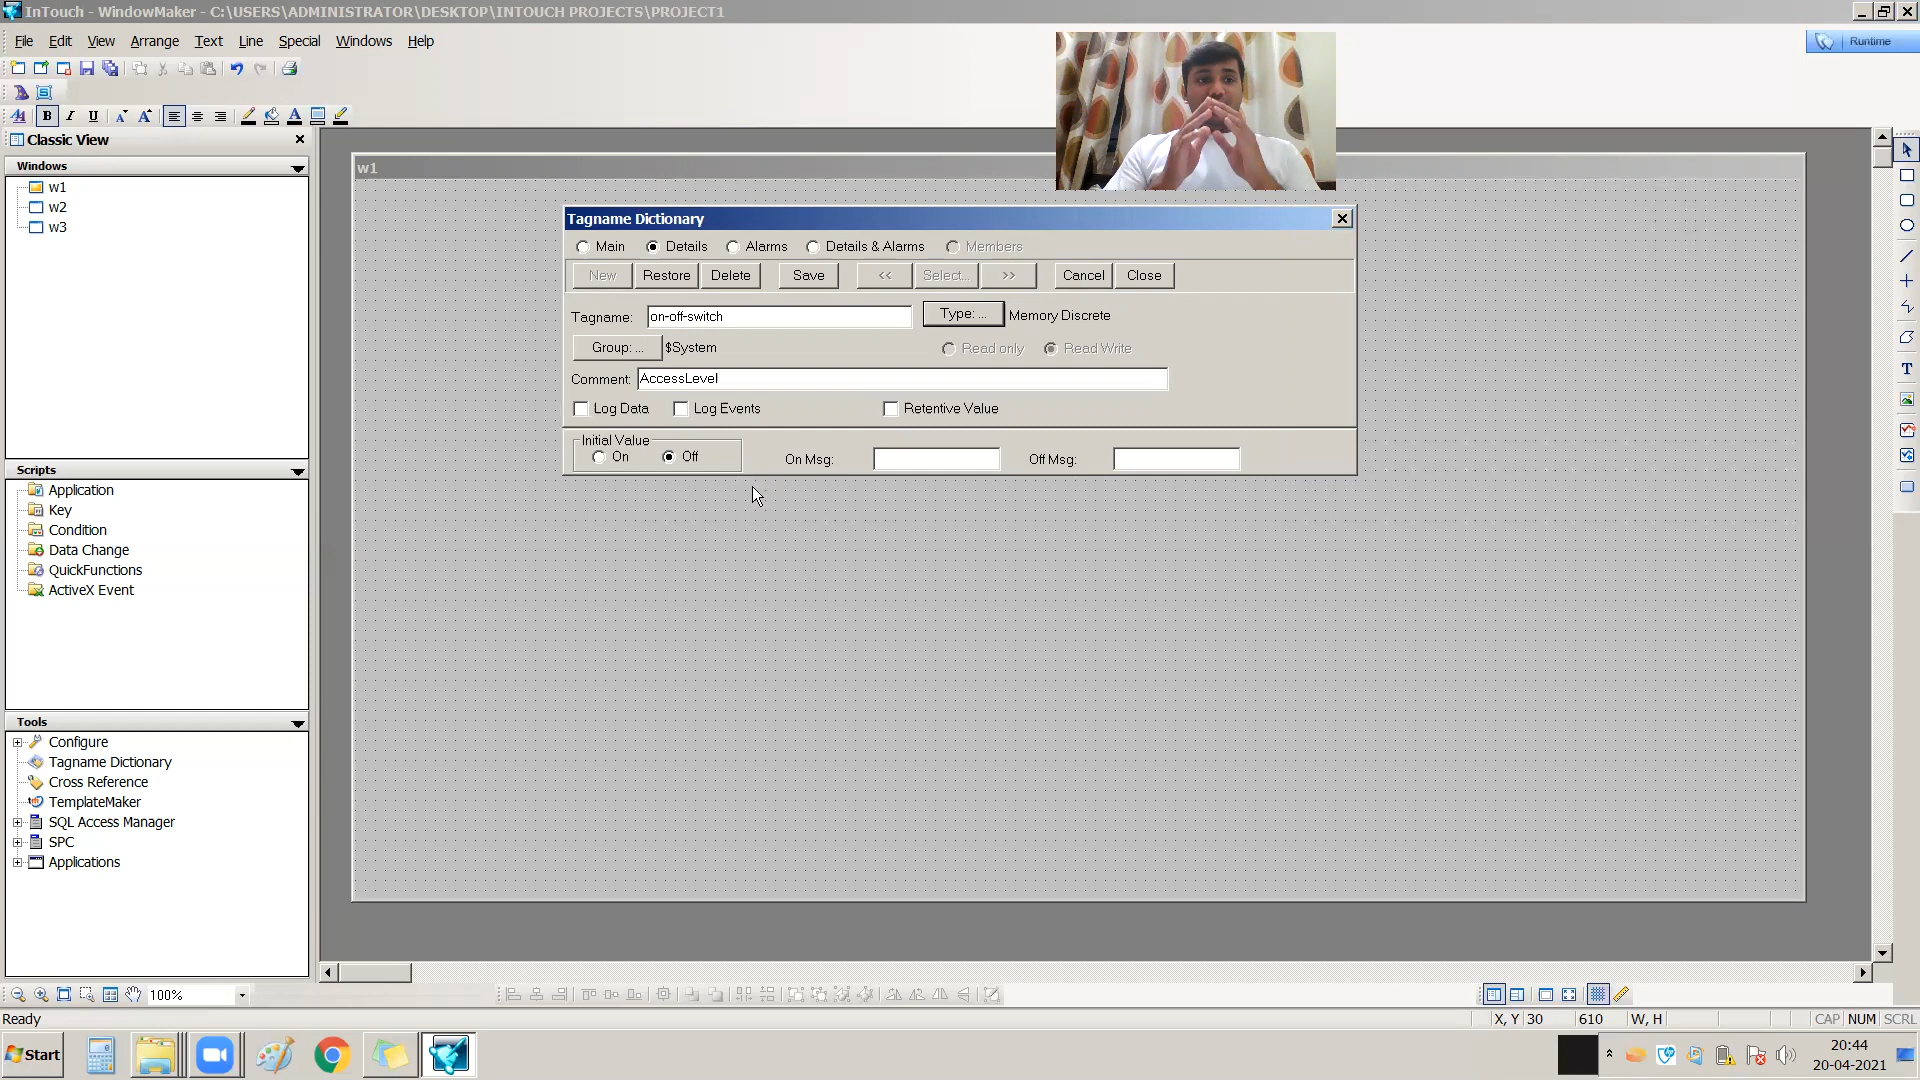 InTouch - WindowMaker - C:\USERS\ADMINISTRATOR\DESKTOP\INTOUCH PROJECTS\PROJECT1
File Edit View Arrange Text Line Special Windows Help
Runtime
Classic View
Windows
w1
w2
w3
Scripts
Application
Key
Condition
Data Change
QuickFunctions
ActiveX Event
Tools
Configure
Tagname Dictionary
Cross Reference
TemplateMaker
SQL Access Manager
SPC
Applications
w1
Tagname Dictionary
Main Details Alarms Details & Alarms Members
New Restore Delete Save << Select... >> Cancel Close
Tagname: on-off-switch Type: ... Memory Discrete
Group: ... $System Read only Read Write
Comment: AccessLevel
Log Data Log Events Retentive Value
Initial Value
On Off On Msg: Off Msg:
100%
Ready X, Y 30 610 W, H CAP NUM SCRL
Start
20:44
20-04-2021